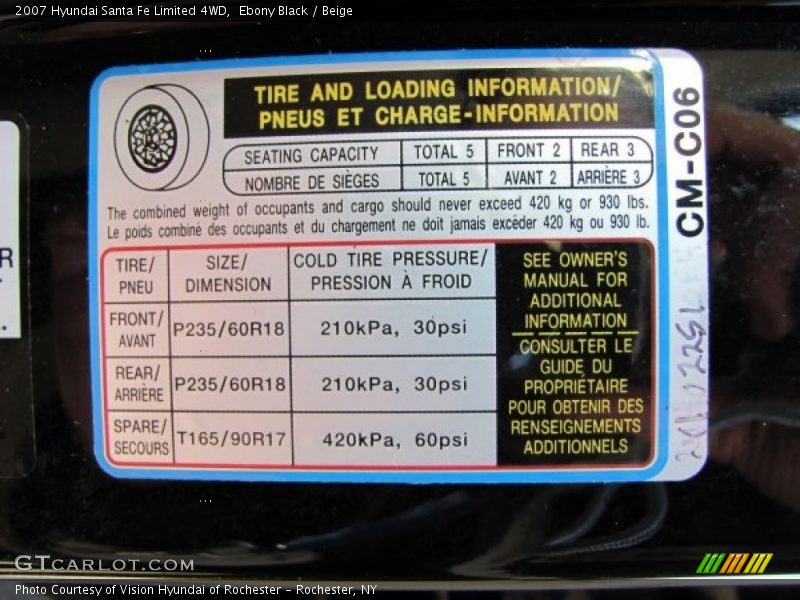 2007 Hyundai Santa Fe Limited 4WD,  Ebony Black / Beige
TIRE AND LOADING INFORMATION/
PNEUS ET CHARGE-INFORMATION
SEATING CAPACITY TOTAL 5 FRONT 2 REAR 3
NOMBRE DE SIÈGES TOTAL 5 AVANT 2 ARRIÈRE 3
The combined weight of occupants and cargo should never exceed 420 kg or 930 lbs.
Le poids combiné des occupants et du chargement ne doit jamais excéder 420 kg ou 930 lb.
TIRE/
PNEU
SIZE/
DIMENSION
COLD TIRE PRESSURE/
PRESSION À FROID
FRONT/
AVANT
P235/60R18
210kPa, 30psi
REAR/
ARRIÈRE
P235/60R18
210kPa, 30psi
SPARE/
SECOURS
T165/90R17
420kPa, 60psi
SEE OWNER'S
MANUAL FOR
ADDITIONAL
INFORMATION
CONSULTER LE
GUIDE DU
PROPRIÉTAIRE
POUR OBTENIR DES
RENSEIGNEMENTS
ADDITIONNELS
CM-C06
R
GTCARLOT.COM
Photo Courtesy of Vision Hyundai of Rochester – Rochester, NY